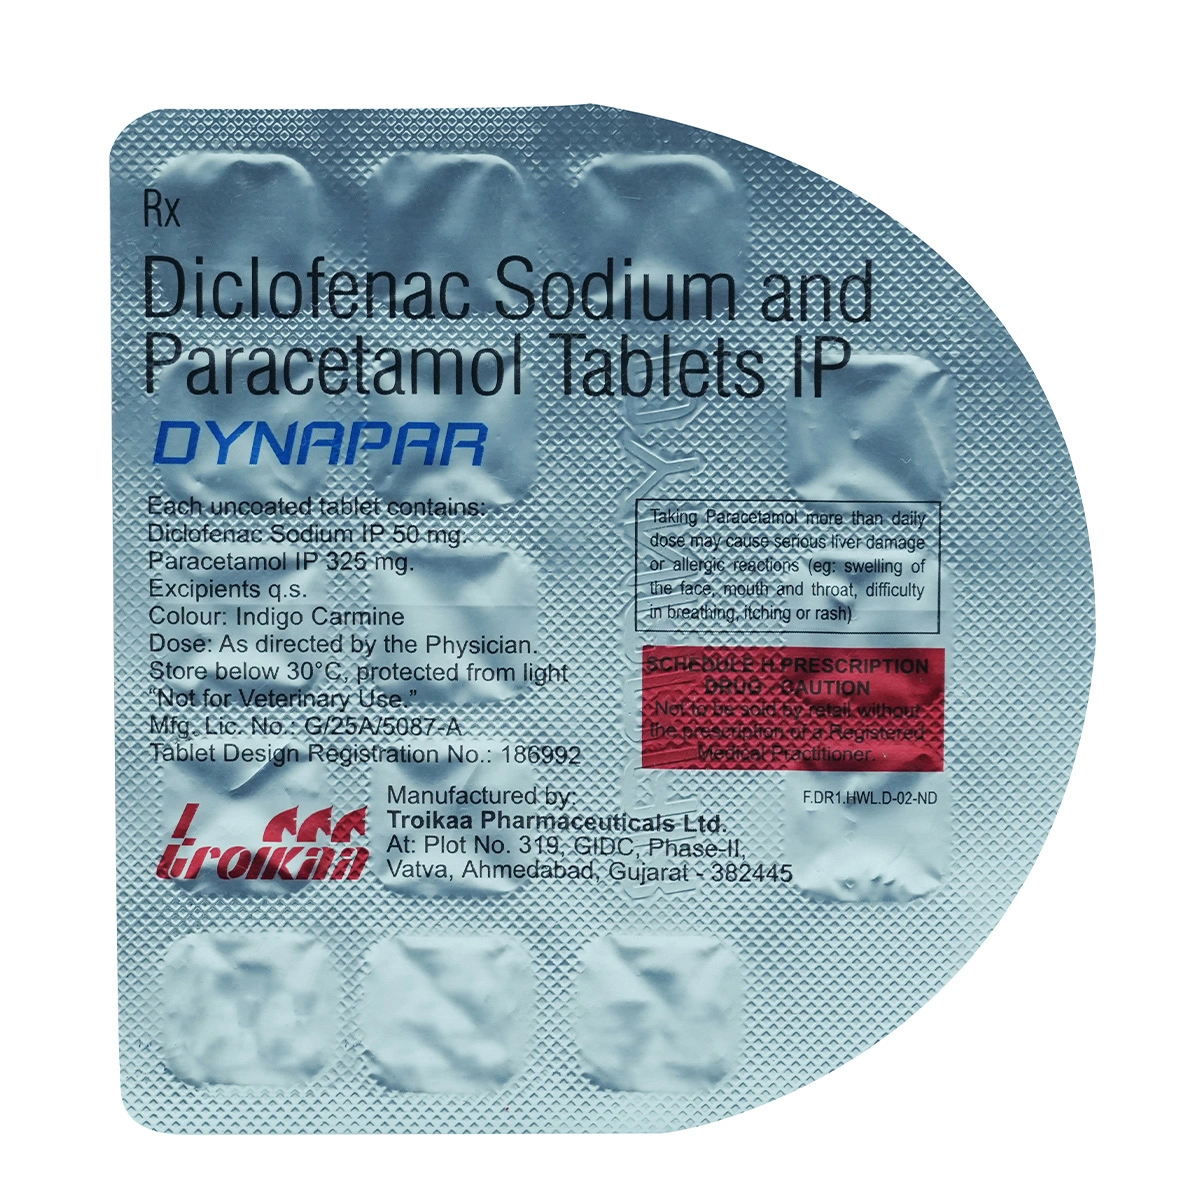 Rx
Diclofenac Sodium and
Paracetamol Tablets IP
DYNAPAR
Each uncoated tablet contains:
Diclofenac Sodium IP 50 mg.
Paracetamol IP 325 mg.
Excipients q.s.
Colour: Indigo Carmine
Dose: As directed by the Physician.
Store below 30°C, protected from light
“Not for Veterinary Use.”
Mfg. Lic. No.: G/25A/5087-A
Tablet Design Registration No.: 186992
Taking Paracetamol more than daily
dose may cause serious liver damage
or allergic reactions (eg: swelling of
the face, mouth and throat, difficulty
in breathing, itching or rash)
SCHEDULE H PRESCRIPTION
DRUG - CAUTION
Not to be sold by retail without
the prescription of a Registered
Medical Practitioner.
F.DR1.HWL.D-02-ND
troikaa
Manufactured by:
Troikaa Pharmaceuticals Ltd.
At: Plot No. 319, GIDC, Phase-II,
Vatva, Ahmedabad, Gujarat - 382445